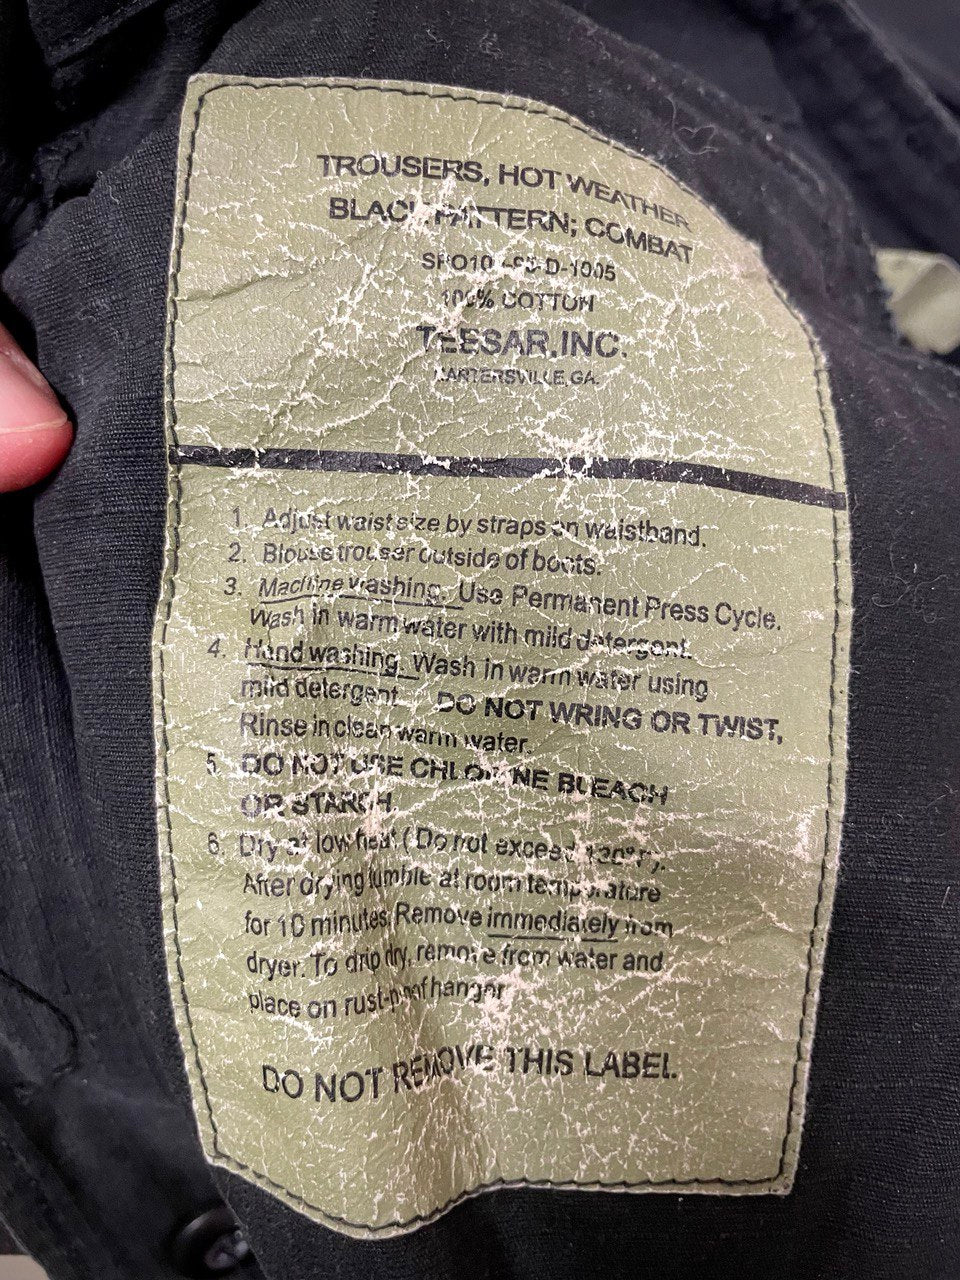 TROUSERS, HOT WEATHER
BLACK PATTERN; COMBAT
100% COTTON
TEESAR, INC.
CARTERSVILLE, GA.
1. Adjust waist size by straps on waistband.
2. Blouse trouser outside of boots.
3. Machine washing. Use Permanent Press Cycle.
Wash in warm water with mild detergent.
4. Hand washing. Wash in warm water using
mild detergent. DO NOT WRING OR TWIST,
Rinse in clean warm water.
5. DO NOT USE CHLORINE BLEACH
OR STARCH.
6. Dry at low heat (Do not exceed 130° F).
After drying tumble at room temperature
for 10 minutes. Remove immediately from
dryer. To drip dry, remove from water and
place on rust-proof hanger
DO NOT REMOVE THIS LABEL.